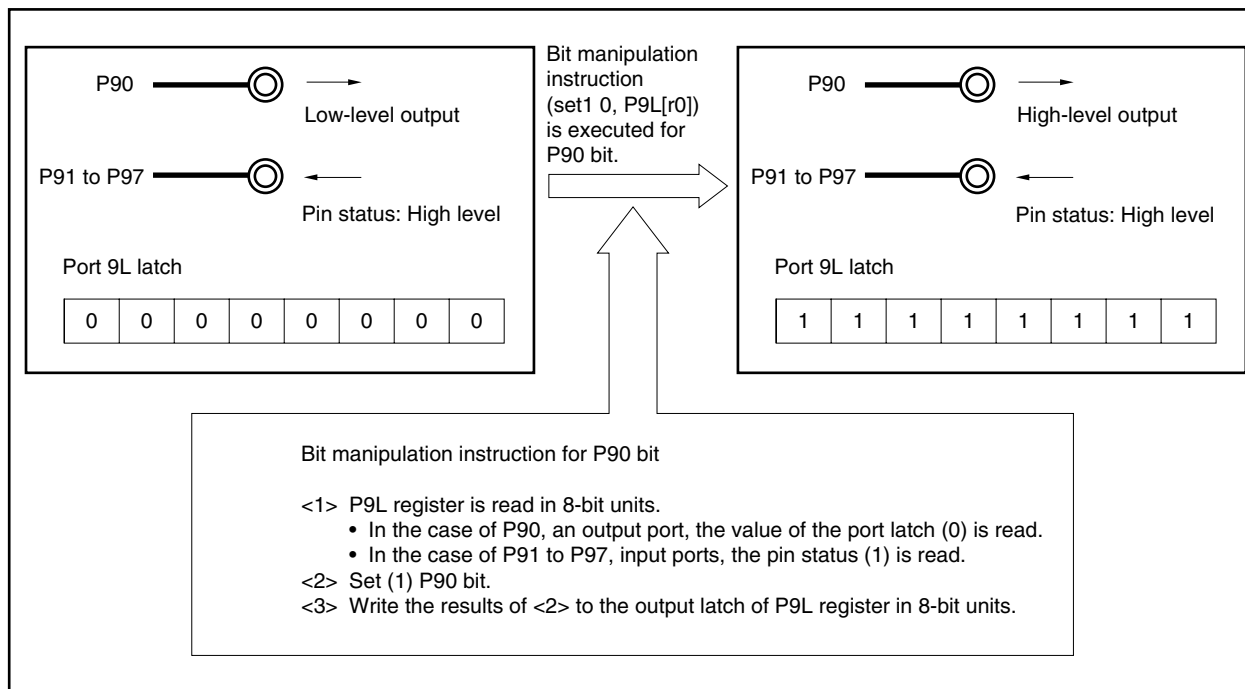 P90
Low-level output
P91 to P97
Pin status: High level
Port 9L latch
0 0 0 0 0 0 0 0
Bit manipulation
instruction
(set1 0, P9L[r0])
is executed for
P90 bit.
P90
High-level output
P91 to P97
Pin status: High level
Port 9L latch
1 1 1 1 1 1 1 1
Bit manipulation instruction for P90 bit
<1> P9L register is read in 8-bit units.
• In the case of P90, an output port, the value of the port latch (0) is read.
• In the case of P91 to P97, input ports, the pin status (1) is read.
<2> Set (1) P90 bit.
<3> Write the results of <2> to the output latch of P9L register in 8-bit units.